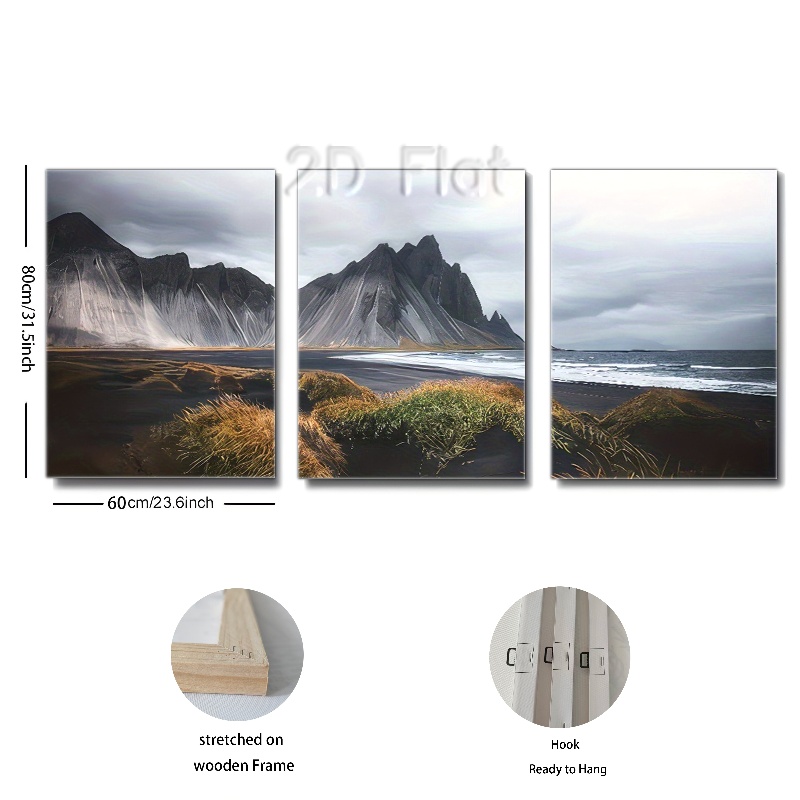 2D Flat
80cm/31.5inch
60cm/23.6inch
stretched on
wooden Frame
Hook
Ready to Hang